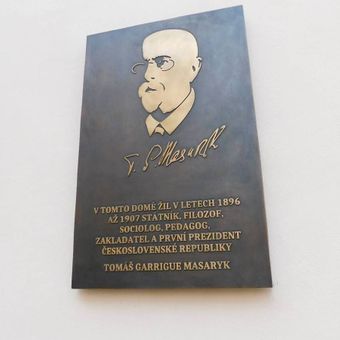 T. G. Masaryk
V TOMTO DOMĚ ŽIL V LETECH 1896
AŽ 1907 STÁTNÍK, FILOZOF,
SOCIOLOG, PEDAGOG,
ZAKLADATEL A PRVNÍ PREZIDENT
ČESKOSLOVENSKÉ REPUBLIKY
TOMÁŠ GARRIGUE MASARYK